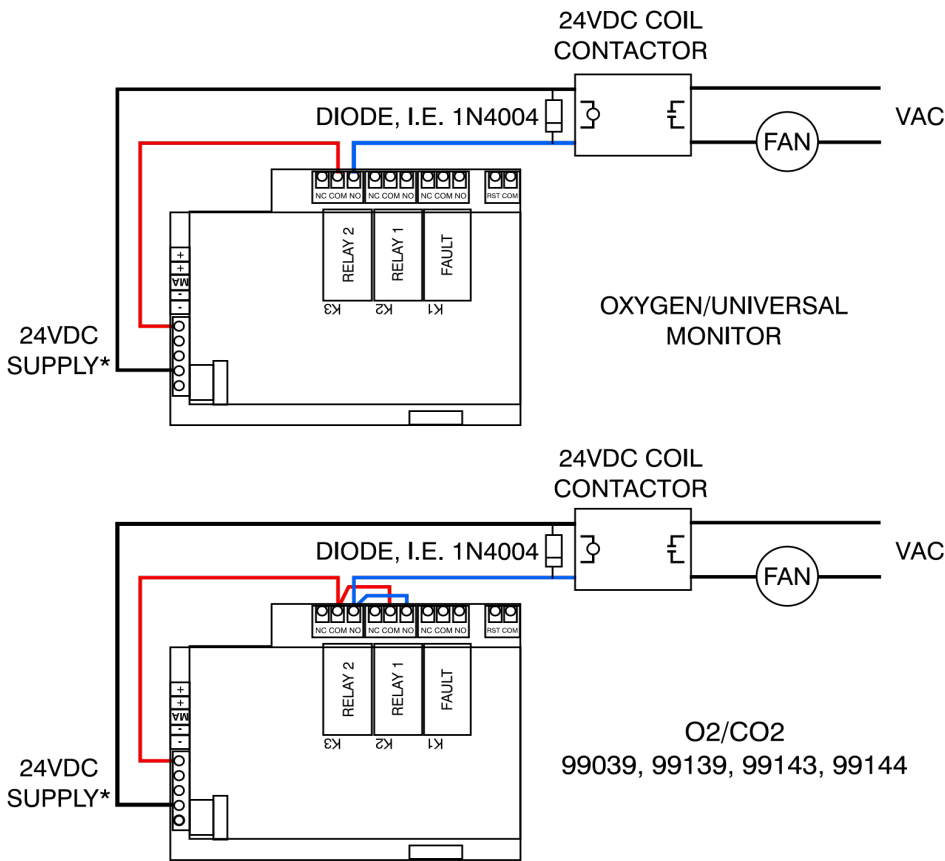 24VDC COIL
CONTACTOR
DIODE, I.E. 1N4004
VAC
FAN
NC COM NO NC COM NO NC COM NO RST COM
RELAY 2
RELAY 1
FAULT
K3
K2
K1
+
+
MA
-
-
24VDC
SUPPLY*
OXYGEN/UNIVERSAL
MONITOR
24VDC COIL
CONTACTOR
DIODE, I.E. 1N4004
VAC
FAN
NC COM NO NC COM NO NC COM NO RST COM
RELAY 2
RELAY 1
FAULT
K3
K2
K1
+
+
MA
-
-
24VDC
SUPPLY*
O2/CO2
99039, 99139, 99143, 99144